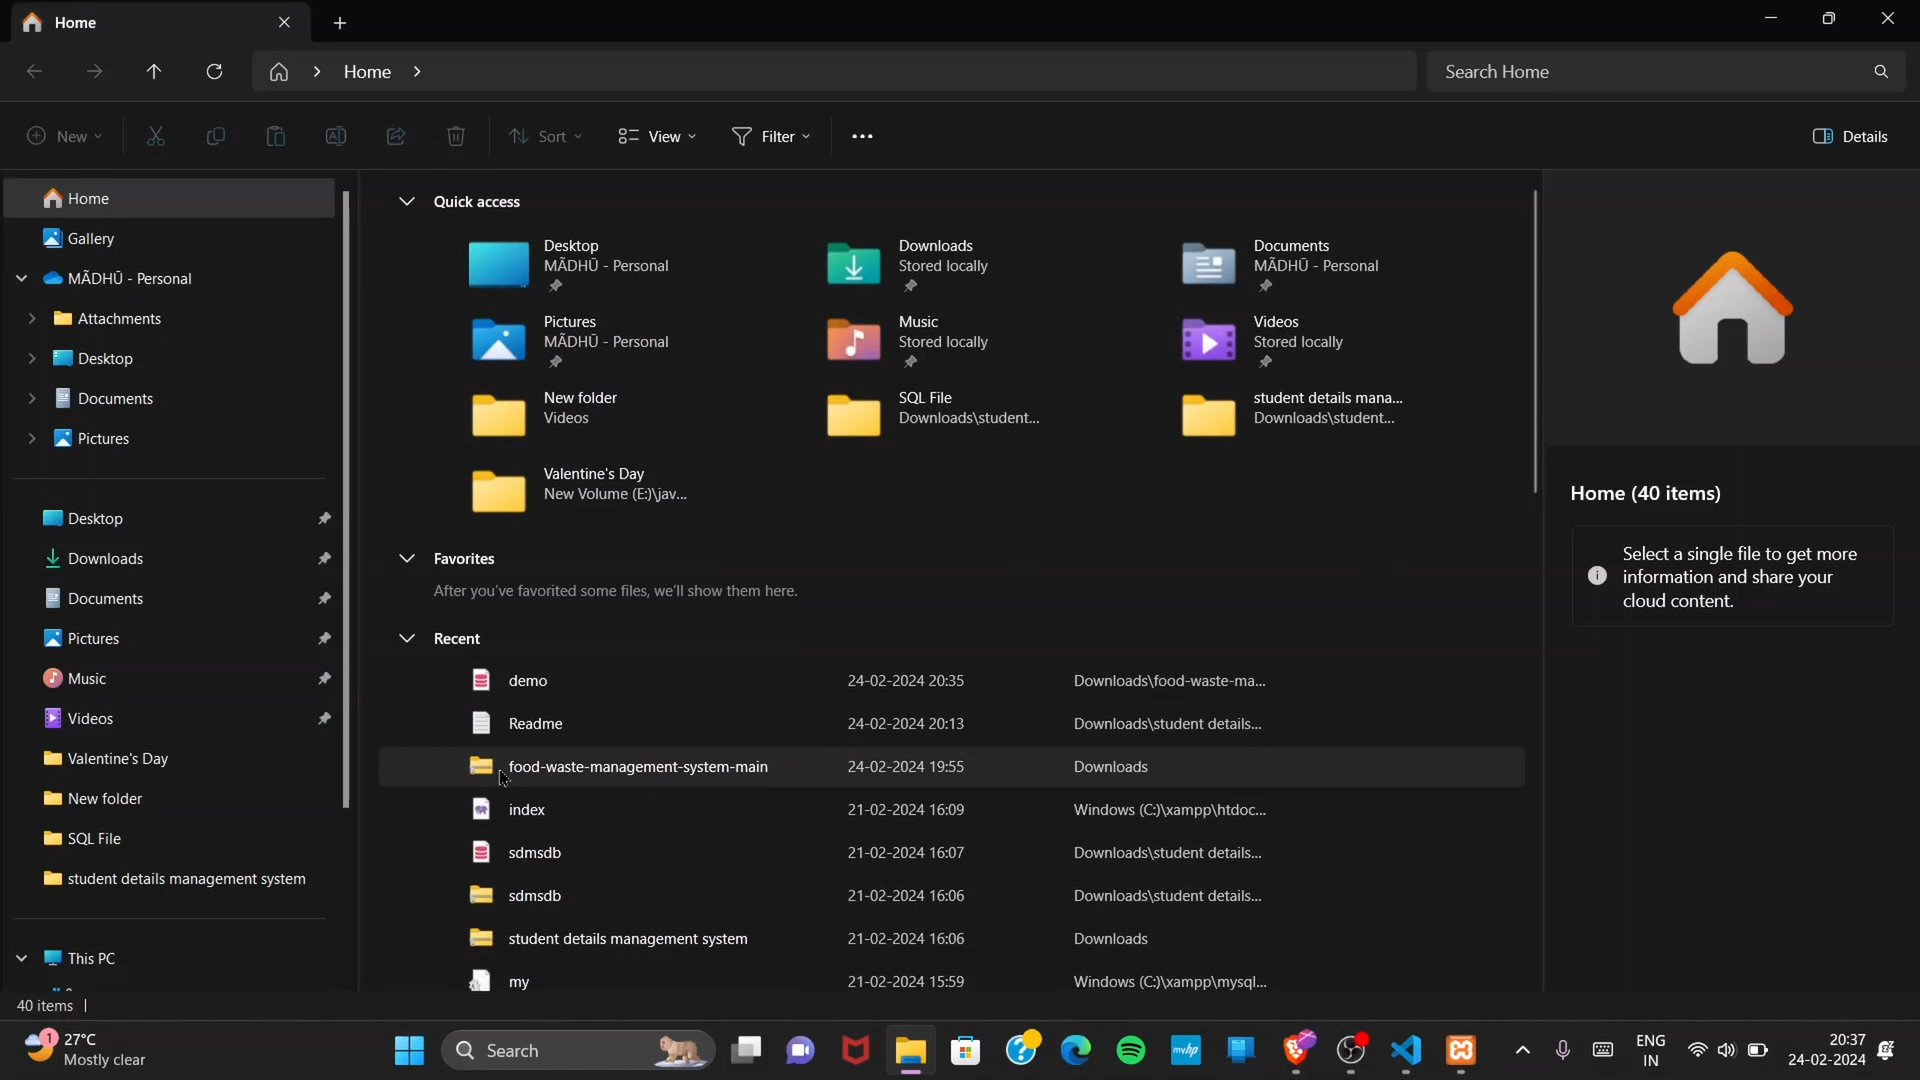 Home
Home
Search Home
New
Sort
View
Filter
Details
Home
Gallery
MÃDHŪ - Personal
Attachments
Desktop
Documents
Pictures
Desktop
Downloads
Documents
Pictures
Music
Videos
Valentine's Day
New folder
SQL File
student details management system
This PC
40 items
Quick access
Desktop
MÃDHŪ - Personal
Downloads
Stored locally
Documents
MÃDHŪ - Personal
Pictures
MÃDHŪ - Personal
Music
Stored locally
Videos
Stored locally
New folder
Videos
SQL File
Downloads\student...
student details mana...
Downloads\student...
Valentine's Day
New Volume (E:)\jav...
Favorites
After you've favorited some files, we'll show them here.
Recent
demo 24-02-2024 20:35 Downloads\food-waste-ma...
Readme 24-02-2024 20:13 Downloads\student details...
food-waste-management-system-main 24-02-2024 19:55 Downloads
index 21-02-2024 16:09 Windows (C:)\xampp\htdoc...
sdmsdb 21-02-2024 16:07 Downloads\student details...
sdmsdb 21-02-2024 16:06 Downloads\student details...
student details management system 21-02-2024 16:06 Downloads
my 21-02-2024 15:59 Windows (C:)\xampp\mysql...
Home (40 items)
Select a single file to get more
information and share your
cloud content.
1
27°C
Mostly clear
Search
myhp
ENG
IN
20:37
24-02-2024